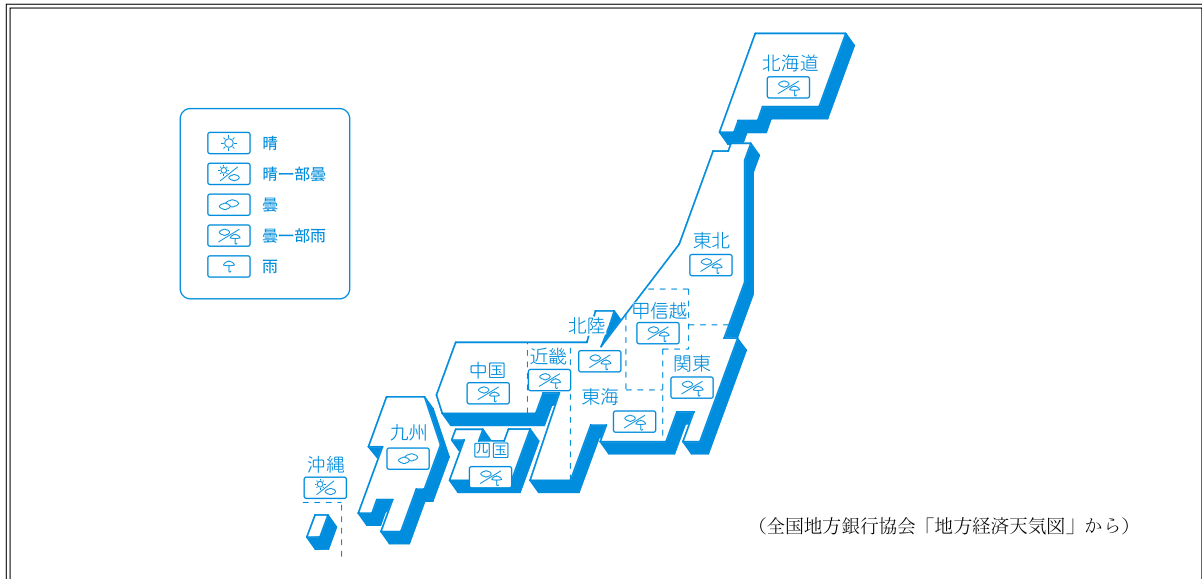 北海道
晴
晴一部曇
曇
曇一部雨
雨
東北
甲信越
北陸
近畿
関東
中国
東海
九州
四国
沖縄
(全国地方銀行協会「地方経済天気図」から)